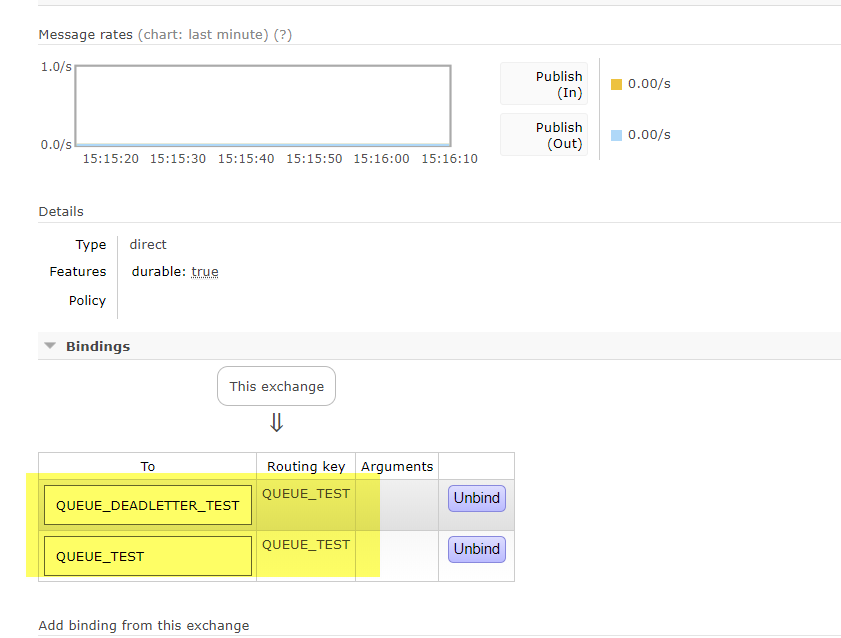 Message rates (chart: last minute) (?)
1.0/s
0.0/s
15:15:20 15:15:30 15:15:40 15:15:50 15:16:00 15:16:10
Publish
(In)
0.00/s
Publish
(Out)
0.00/s
Details
Type direct
Features durable: true
Policy
Bindings
This exchange
⇓
To Routing key Arguments
QUEUE_DEADLETTER_TEST QUEUE_TEST Unbind
QUEUE_TEST QUEUE_TEST Unbind
Add binding from this exchange